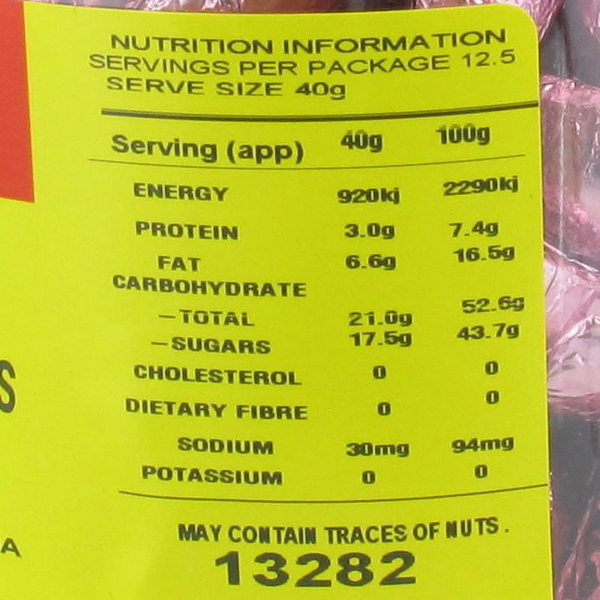 NUTRITION INFORMATION
SERVINGS PER PACKAGE 12.5
SERVE SIZE 40g
Serving (app) 40g 100g
ENERGY 920kj 2290kj
PROTEIN 3.0g 7.4g
FAT 6.6g 16.5g
CARBOHYDRATE
–TOTAL 21.0g 52.6g
–SUGARS 17.5g 43.7g
CHOLESTEROL 0 0
DIETARY FIBRE 0 0
SODIUM 30mg 94mg
POTASSIUM 0 0
MAY CONTAIN TRACES OF NUTS.
13282
S
A